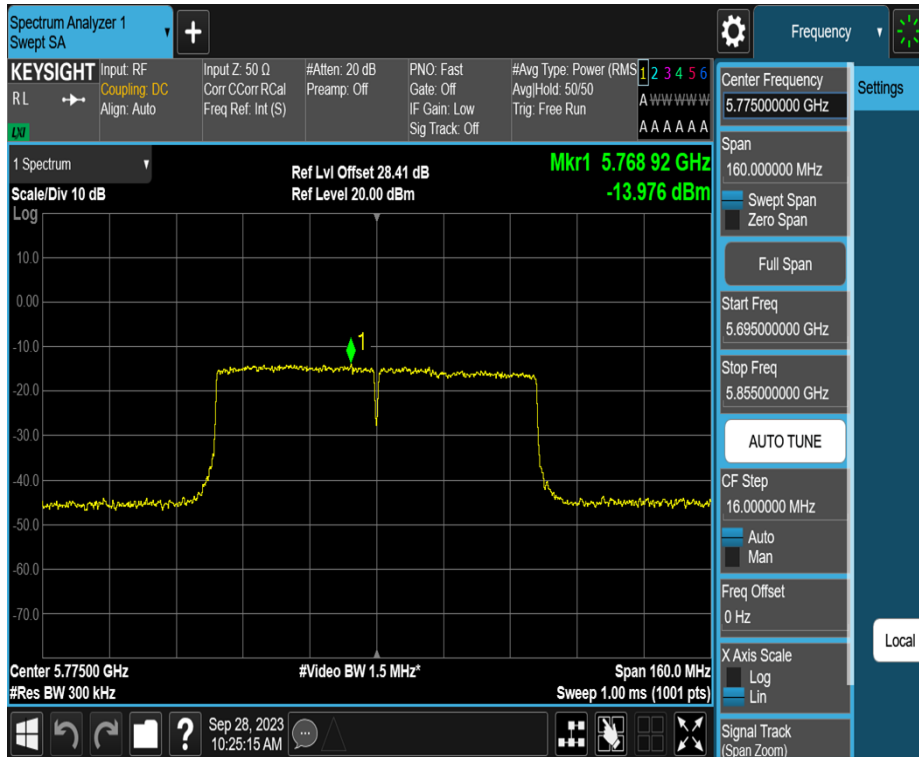 Spectrum Analyzer 1
Swept SA
Frequency
KEYSIGHT
R L
LXI
Input: RF
Coupling: DC
Align: Auto
Input Z: 50 Ω
Corr CCorr RCal
Freq Ref: Int (S)
#Atten: 20 dB
Preamp: Off
PNO: Fast
Gate: Off
IF Gain: Low
Sig Track: Off
#Avg Type: Power (RMS
Avg|Hold: 50/50
Trig: Free Run
1 2 3 4 5 6
A W W W W W
A A A A A A
1 Spectrum
Scale/Div 10 dB
Log
Ref Lvl Offset 28.41 dB
Ref Level 20.00 dBm
Mkr1 5.768 92 GHz
-13.976 dBm
10.0
0.00
-10.0
-20.0
-30.0
-40.0
-50.0
-60.0
-70.0
1
Center 5.77500 GHz
#Res BW 300 kHz
#Video BW 1.5 MHz*
Span 160.0 MHz
Sweep 1.00 ms (1001 pts)
Sep 28, 2023
10:25:15 AM
Center Frequency
5.775000000 GHz
Span
160.000000 MHz
Swept Span
Zero Span
Full Span
Start Freq
5.695000000 GHz
Stop Freq
5.855000000 GHz
AUTO TUNE
CF Step
16.000000 MHz
Auto
Man
Freq Offset
0 Hz
X Axis Scale
Log
Lin
Signal Track
(Span Zoom)
Settings
Local